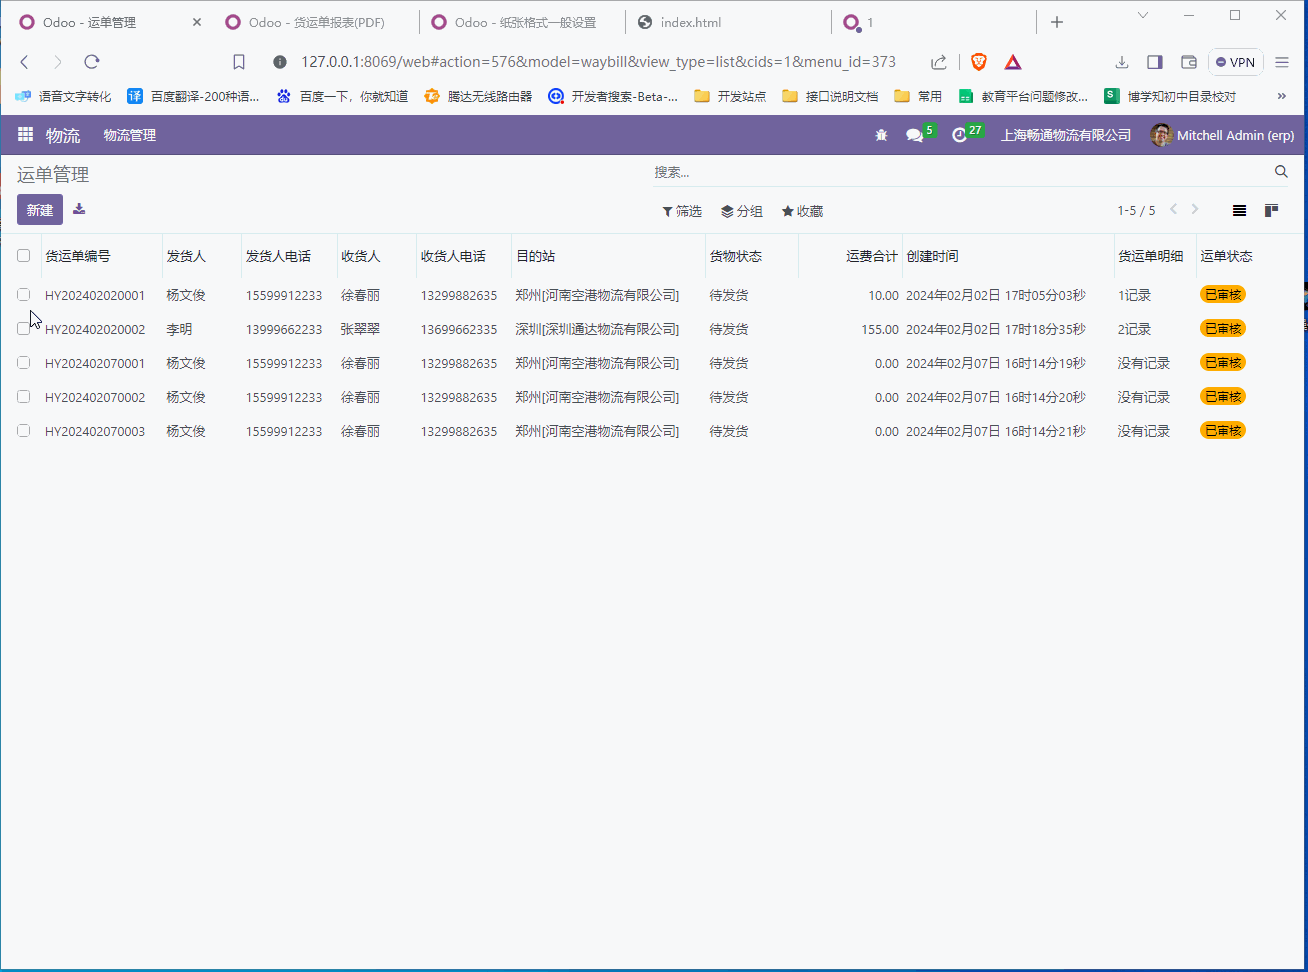 Odoo - 运单管理
Odoo - 货运单报表(PDF)
Odoo - 纸张格式一般设置
index.html
1
127.0.0.1:8069/web#action=576&model=waybill&view_type=list&cids=1&menu_id=373
VPN
语音文字转化
译 百度翻译-200种语...
百度一下，你就知道
腾达无线路由器
开发者搜索-Beta-...
开发站点
接口说明文档
常用
教育平台问题修改...
S 博学知初中目录校对
»
物流 物流管理 5 27 上海畅通物流有限公司 Mitchell Admin (erp)
运单管理
搜索...
新建
筛选 分组 收藏 1-5 / 5
货运单编号 发货人 发货人电话 收货人 收货人电话 目的站 货物状态 运费合计 创建时间 货运单明细 运单状态
HY202402020001 杨文俊 15599912233 徐春丽 13299882635 郑州[河南空港物流有限公司] 待发货 10.00 2024年02月02日 17时05分03秒 1记录 已审核
HY202402020002 李明 13999662233 张翠翠 13699662335 深圳[深圳通达物流有限公司] 待发货 155.00 2024年02月02日 17时18分35秒 2记录 已审核
HY202402070001 杨文俊 15599912233 徐春丽 13299882635 郑州[河南空港物流有限公司] 待发货 0.00 2024年02月07日 16时14分19秒 没有记录 已审核
HY202402070002 杨文俊 15599912233 徐春丽 13299882635 郑州[河南空港物流有限公司] 待发货 0.00 2024年02月07日 16时14分20秒 没有记录 已审核
HY202402070003 杨文俊 15599912233 徐春丽 13299882635 郑州[河南空港物流有限公司] 待发货 0.00 2024年02月07日 16时14分21秒 没有记录 已审核